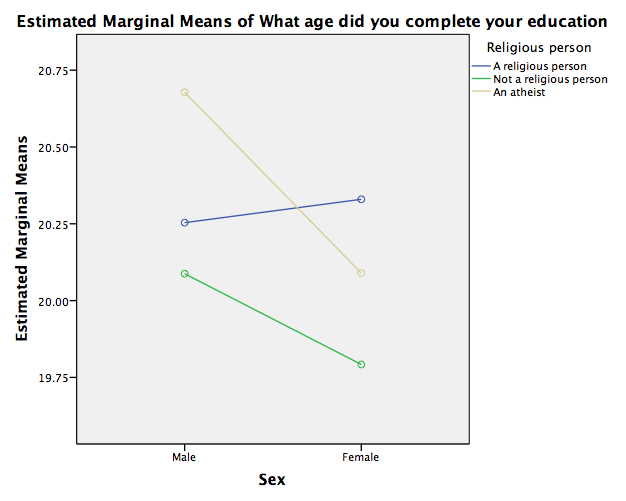 Estimated Marginal Means of What age did you complete your education
Religious person
A religious person
Not a religious person
An atheist
Estimated Marginal Means
20.75
20.50
20.25
20.00
19.75
Male
Female
Sex